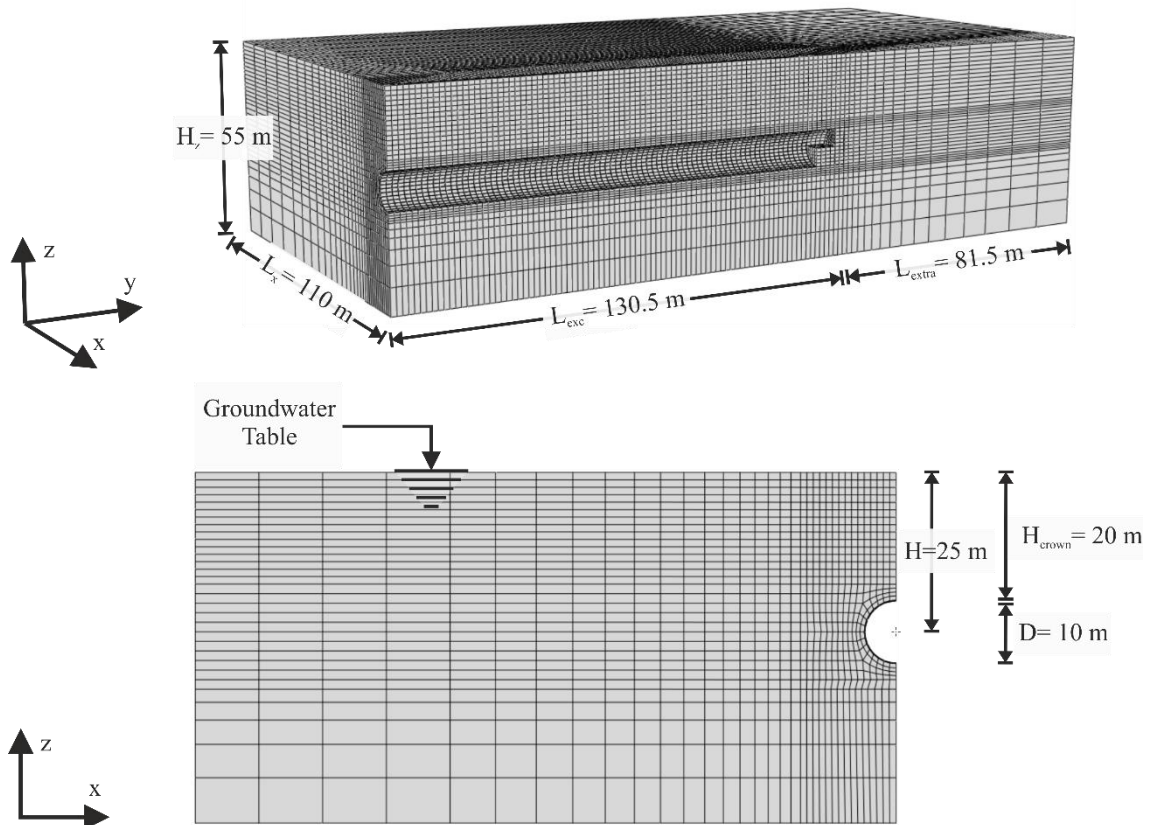 H_z= 55 m
z
y
x
L_x= 110 m
L_exc= 130.5 m
L_extra= 81.5 m
Groundwater
Table
H=25 m
H_crown= 20 m
D= 10 m
z
x